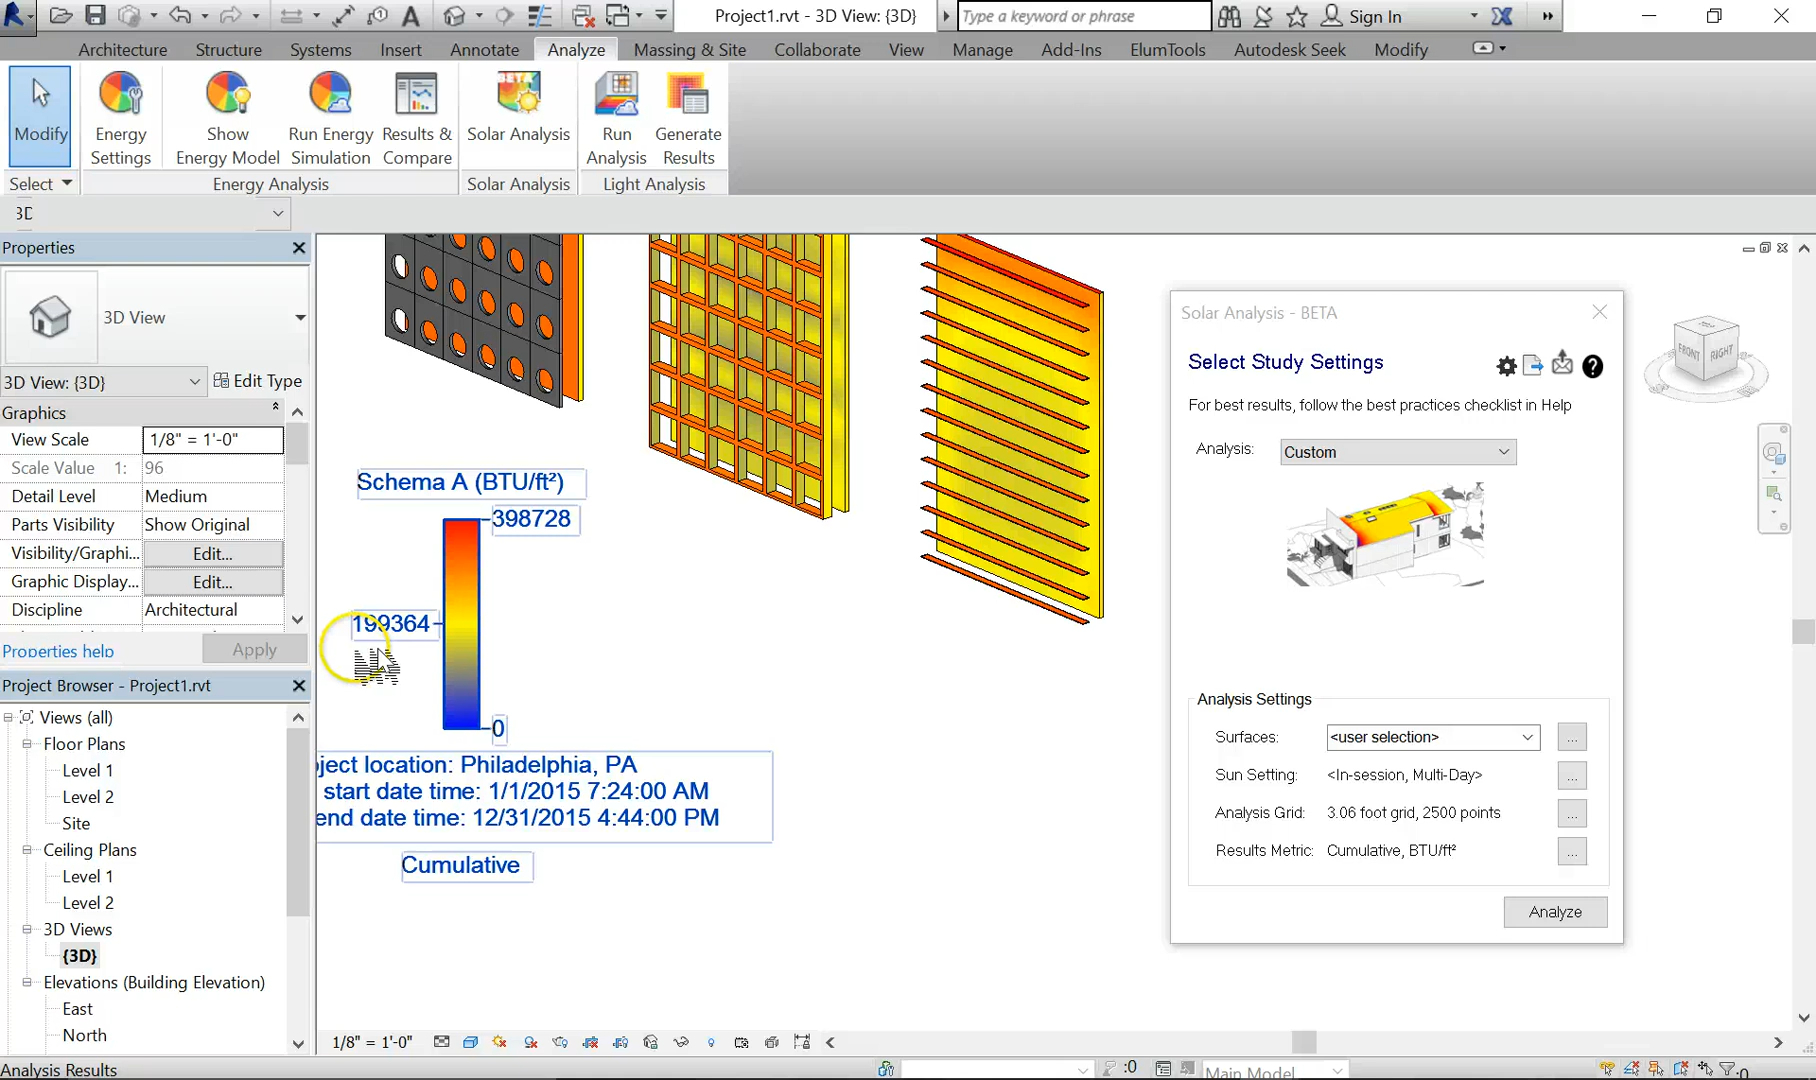 Project1.rvt - 3D View: {3D}
Type a keyword or phrase
Sign In
Architecture Structure Systems Insert Annotate Analyze Massing & Site Collaborate View Manage Add-Ins ElumTools Autodesk Seek Modify
Modify
Energy Settings
Show Energy Model
Run Energy Simulation
Results & Compare
Solar Analysis
Run Analysis
Generate Results
Select
Energy Analysis
Solar Analysis
Light Analysis
3D
Properties
3D View
3D View: {3D}
Edit Type
Graphics
View Scale 1/8" = 1'-0"
Scale Value 1: 96
Detail Level Medium
Parts Visibility Show Original
Visibility/Graphi... Edit...
Graphic Display... Edit...
Discipline Architectural
Properties help
Apply
Project Browser - Project1.rvt
Views (all)
Floor Plans
Level 1
Level 2
Site
Ceiling Plans
Level 1
Level 2
3D Views
{3D}
Elevations (Building Elevation)
East
North
Schema A (BTU/ft²)
398728
199364
0
ject location: Philadelphia, PA
start date time: 1/1/2015 7:24:00 AM
end date time: 12/31/2015 4:44:00 PM
Cumulative
Solar Analysis - BETA
Select Study Settings
For best results, follow the best practices checklist in Help
Analysis: Custom
Analysis Settings
Surfaces: <user selection> ...
Sun Setting: <In-session, Multi-Day> ...
Analysis Grid: 3.06 foot grid, 2500 points ...
Results Metric: Cumulative, BTU/ft² ...
Analyze
FRONT
RIGHT
1/8" = 1'-0"
Analysis Results
:0
Main Model
:0